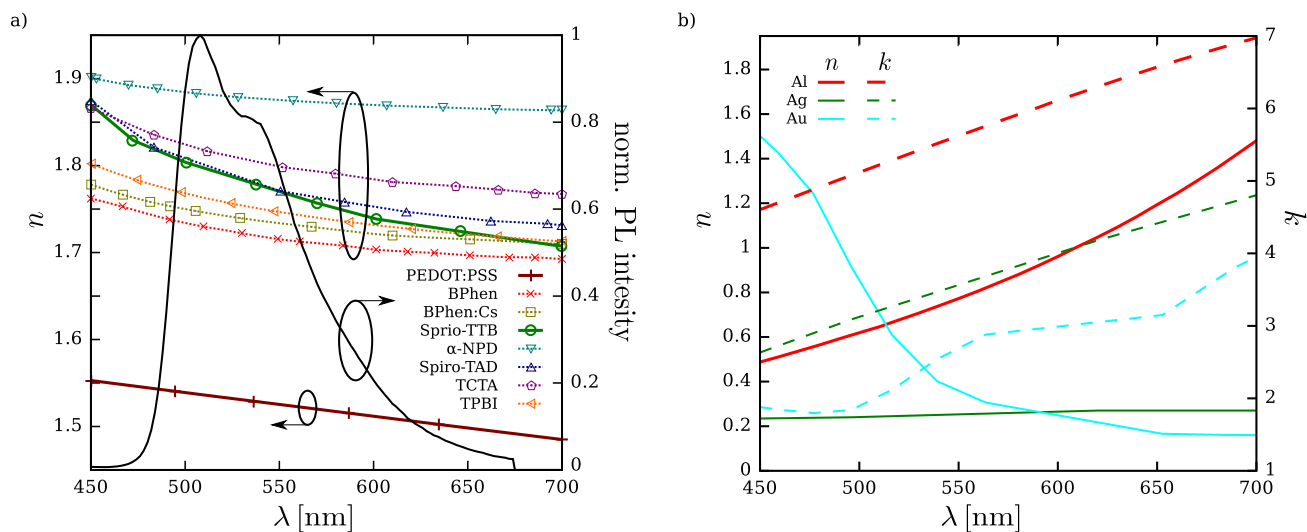 a)
1.9
1.8
1.7
1.6
1.5
n
450
500
550
600
650
700
λ [nm]
1
0.8
0.6
0.4
0.2
0
norm. PL intesity
PEDOT:PSS
BPhen
BPhen:Cs
Sprio-TTB
α-NPD
Spiro-TAD
TCTA
TPBI
b)
1.8
1.6
1.4
1.2
1
0.8
0.6
0.4
0.2
0
n
n k
Al
Ag
Au
450
500
550
600
650
700
λ [nm]
7
6
5
4
3
2
1
k